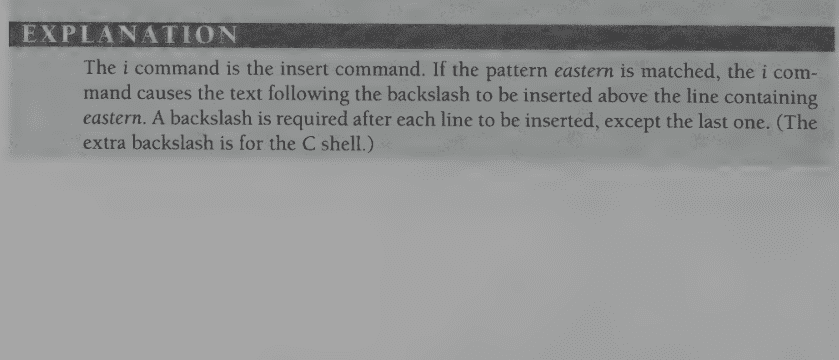 EXPLANATION
The i command is the insert command. If the pattern eastern is matched, the i com-
mand causes the text following the backslash to be inserted above the line containing
eastern. A backslash is required after each line to be inserted, except the last one. (The
extra backslash is for the C shell.)